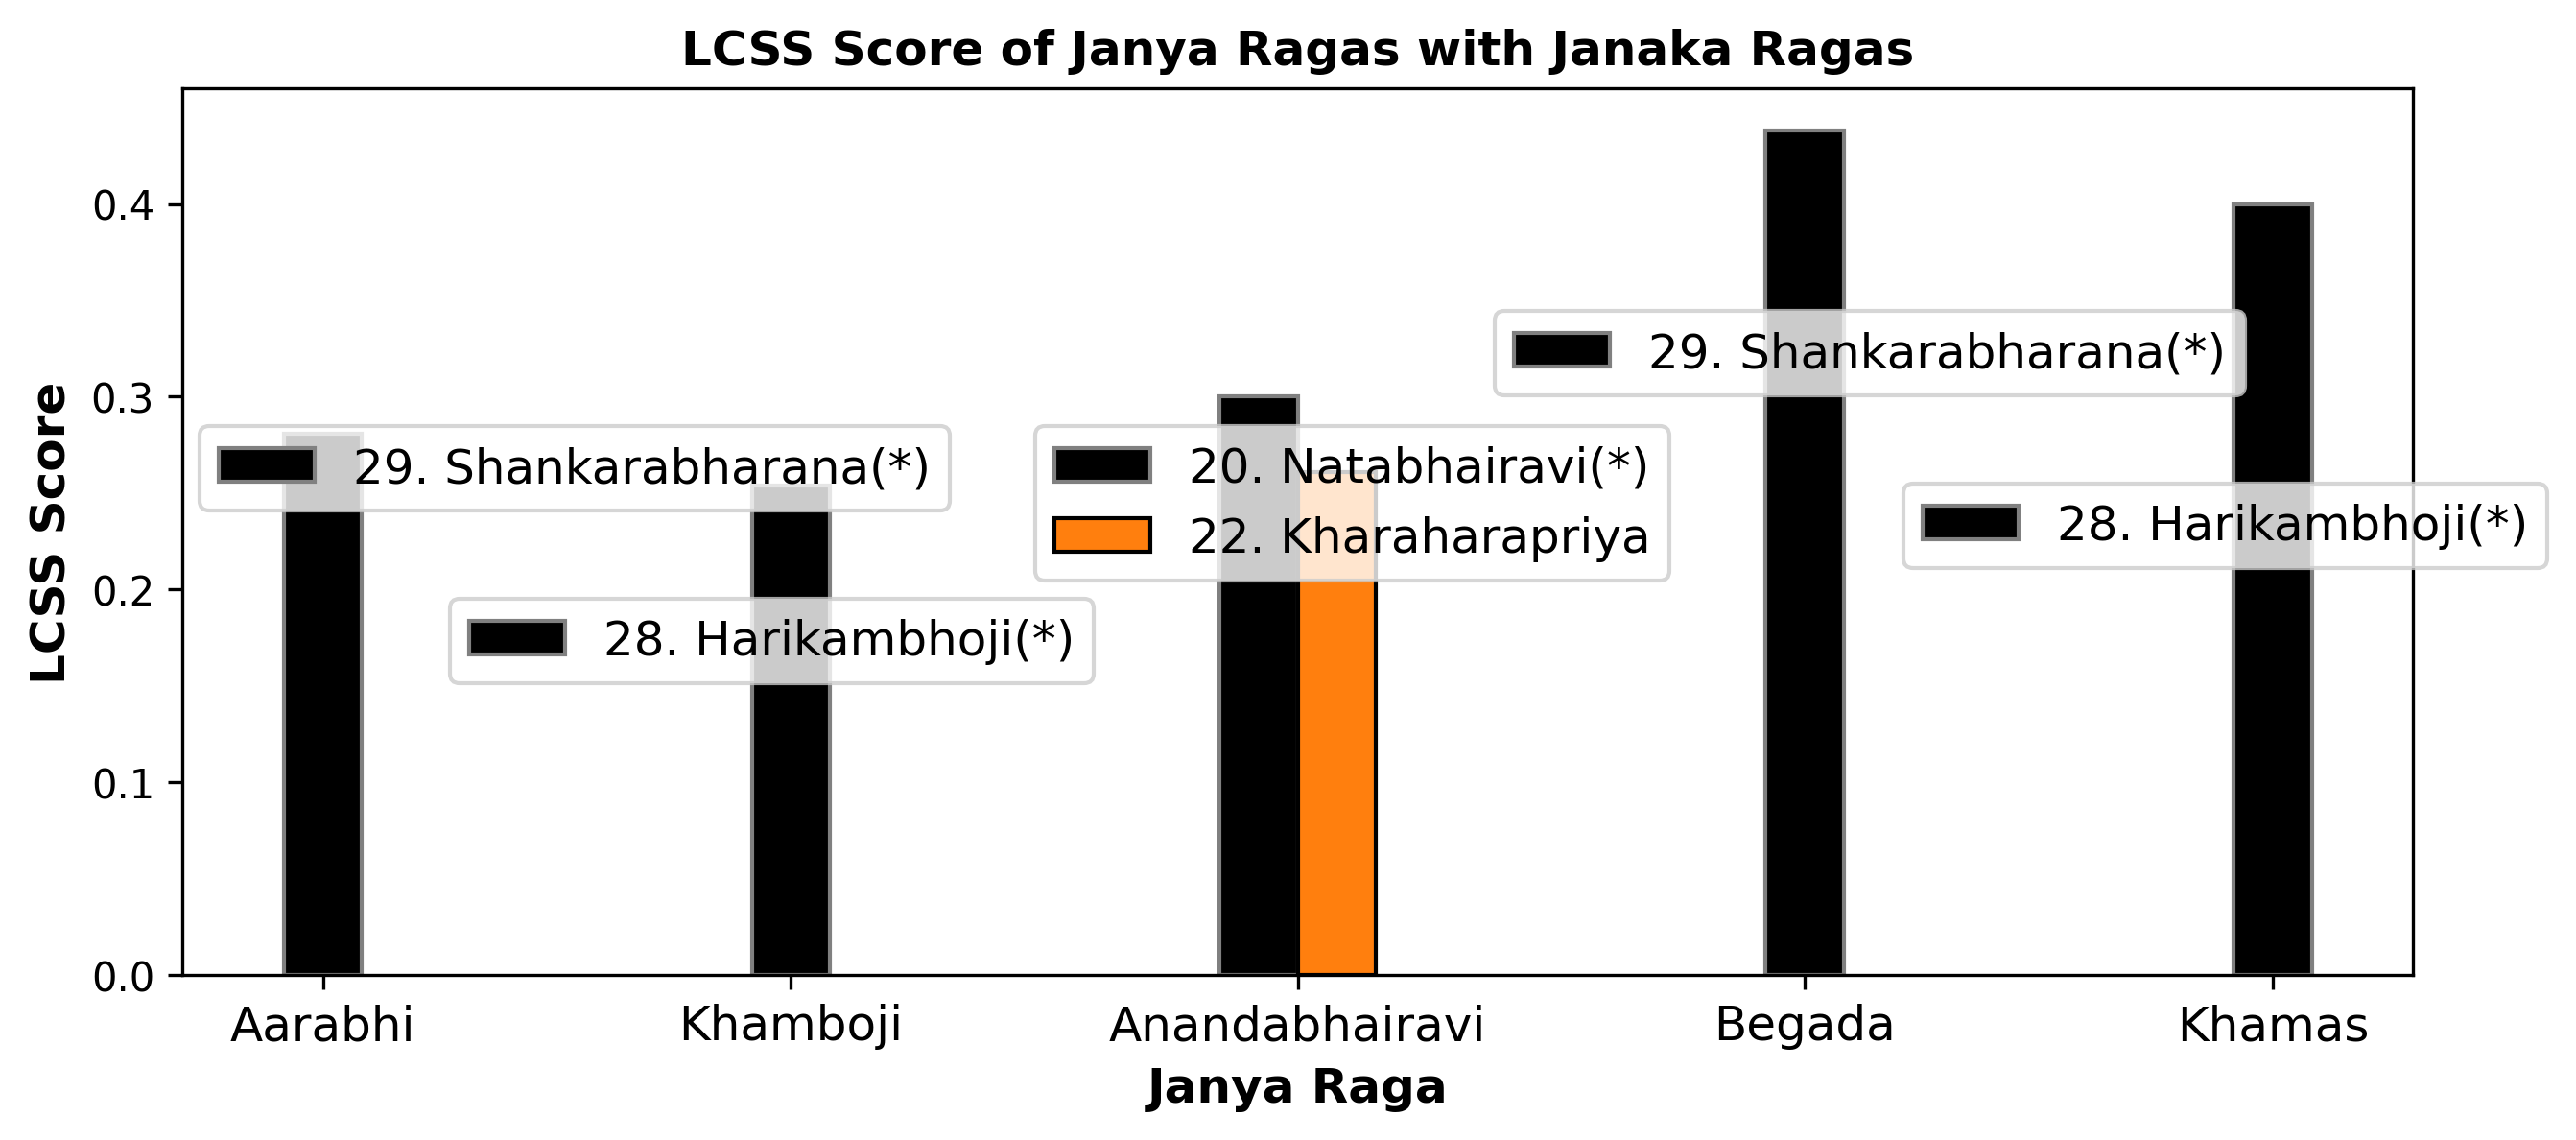 LCSS Score of Janya Ragas with Janaka Ragas
LCSS Score
0.4
0.3
0.2
0.1
0.0
29. Shankarabharana(*)
28. Harikambhoji(*)
20. Natabhairavi(*)
22. Kharaharapriya
29. Shankarabharana(*)
28. Harikambhoji(*)
Aarabhi Khamboji Anandabhairavi Begada Khamas
Janya Raga